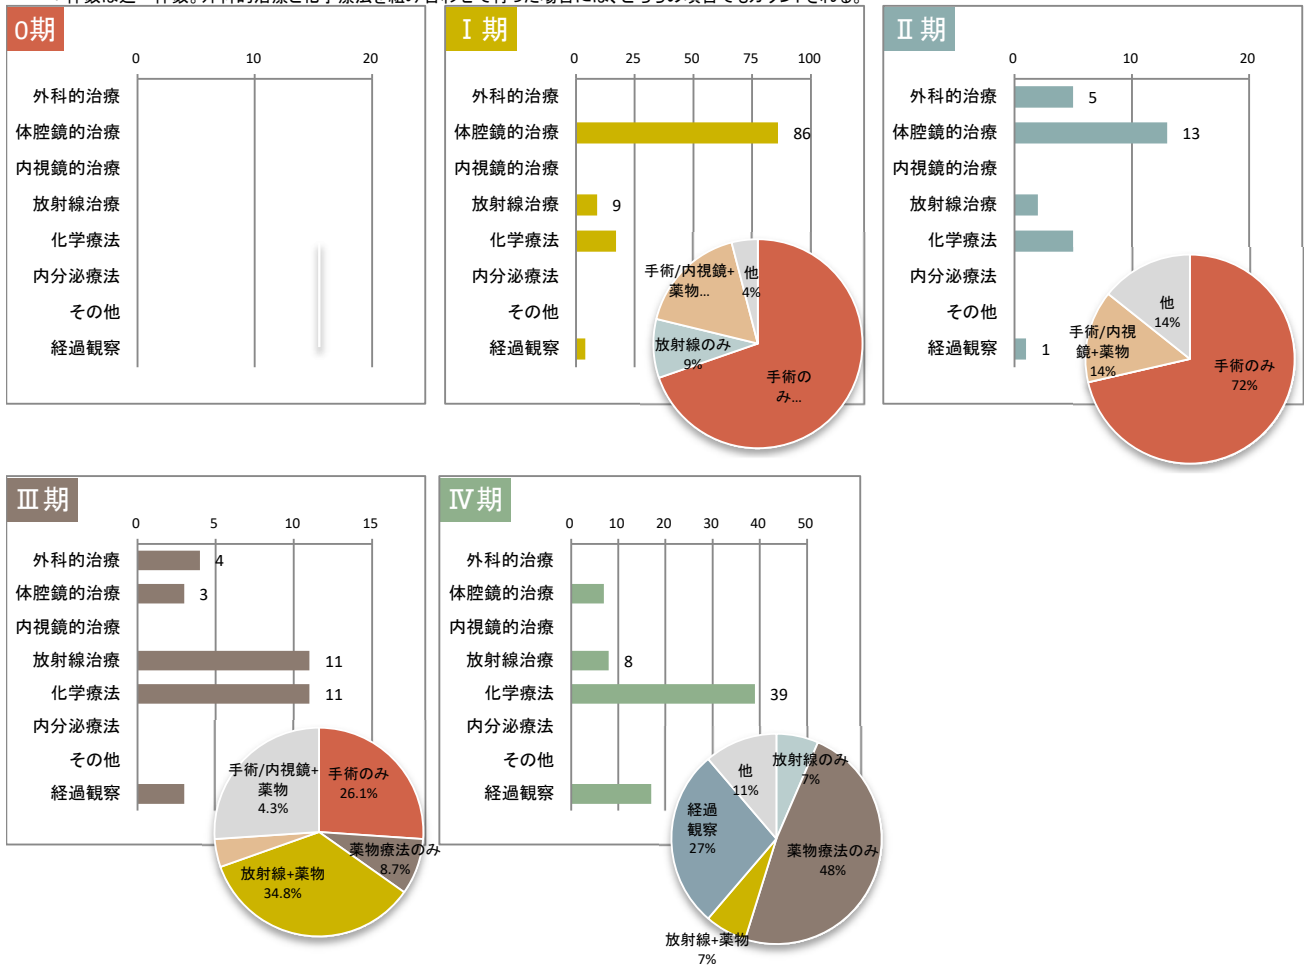 0期
0 10 20
外科的治療
体腔鏡的治療
内視鏡的治療
放射線治療
化学療法
内分泌療法
その他
経過観察
Ⅰ期
0 25 50 75 100
外科的治療
体腔鏡的治療 86
内視鏡的治療
放射線治療 9
化学療法
内分泌療法
その他
経過観察
手術/内視鏡+
薬物...
他
4%
放射線のみ
9%
手術の
み...
Ⅱ期
0 10 20
外科的治療 5
体腔鏡的治療 13
内視鏡的治療
放射線治療
化学療法
内分泌療法
その他
経過観察 1
他
14%
手術/内視
鏡+薬物
14%
手術のみ
72%
Ⅲ期
0 5 10 15
外科的治療 4
体腔鏡的治療 3
内視鏡的治療
放射線治療 11
化学療法 11
内分泌療法
その他
経過観察
手術/内視鏡+
薬物
4.3%
手術のみ
26.1%
薬物療法のみ
8.7%
放射線+薬物
34.8%
Ⅳ期
0 10 20 30 40 50
外科的治療
体腔鏡的治療
内視鏡的治療
放射線治療 8
化学療法 39
内分泌療法
その他
経過観察
他
11%
放射線のみ
7%
経過
観察
27%
薬物療法のみ
48%
放射線+薬物
7%